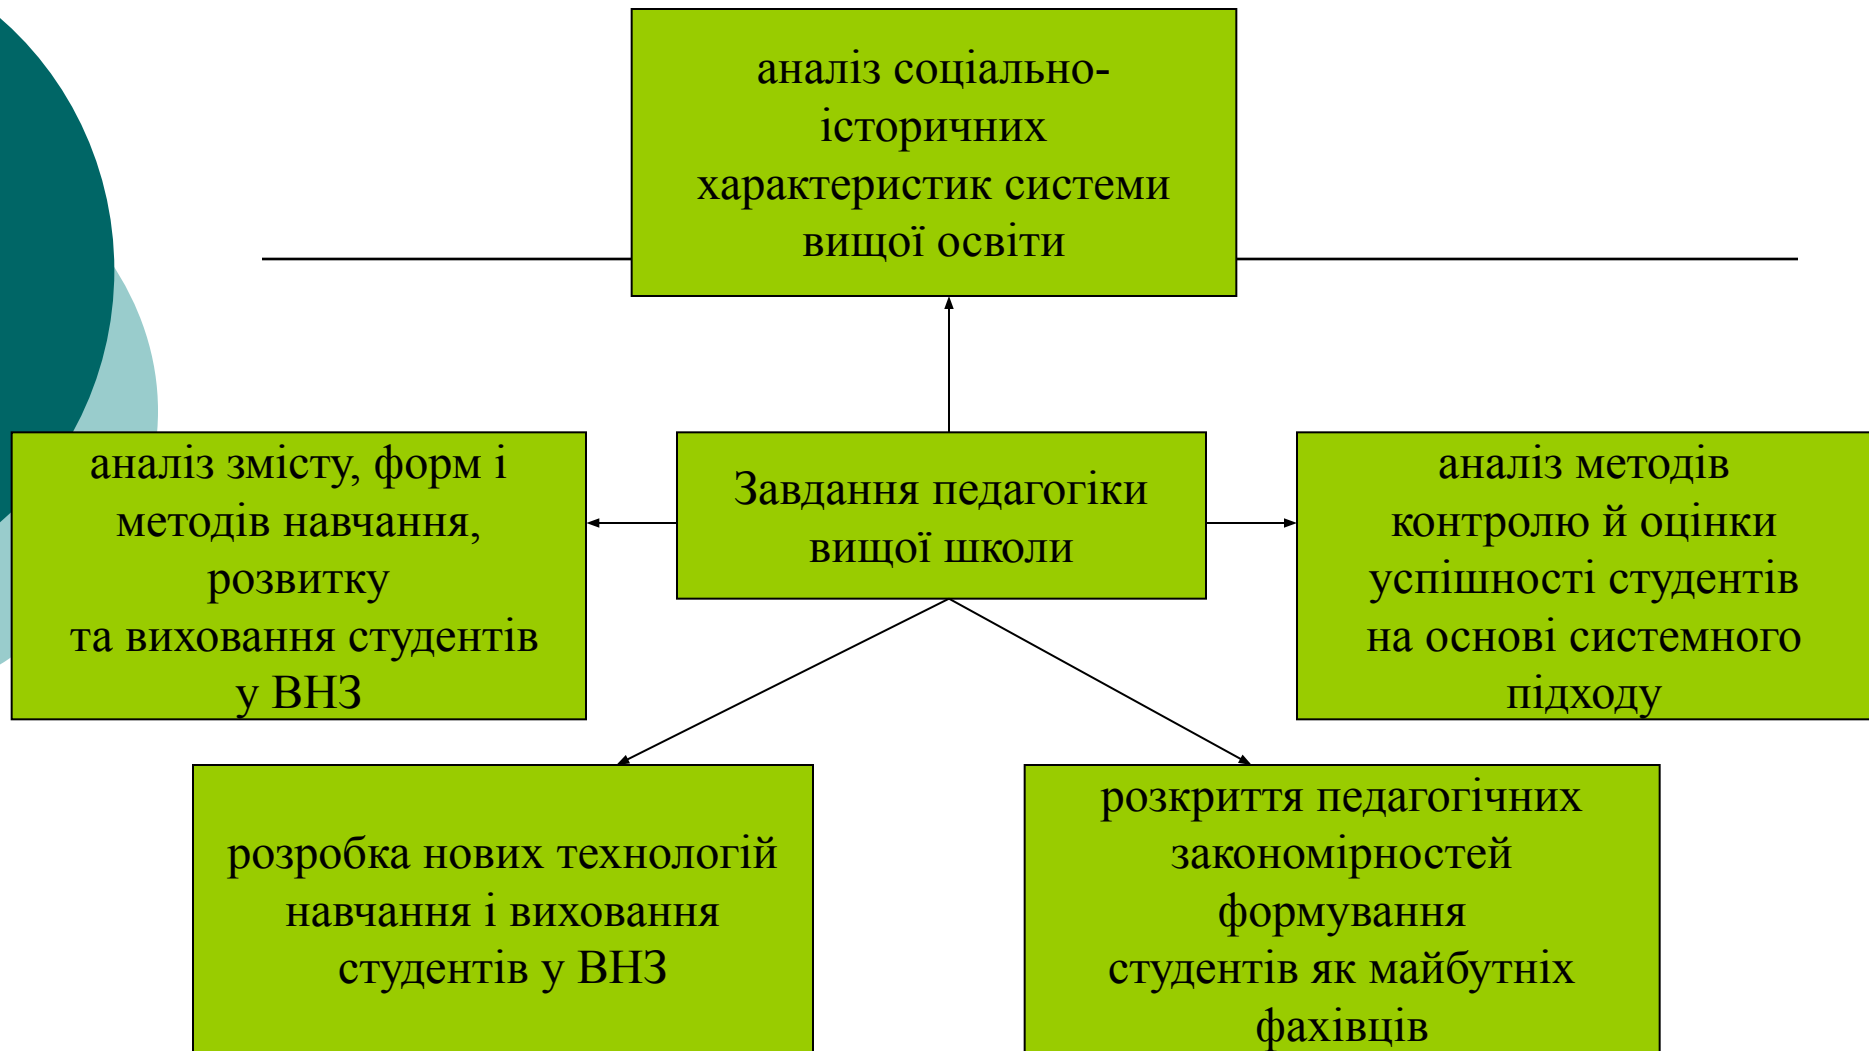 аналіз соціально-
історичних
характеристик системи
вищої освіти
аналіз змісту, форм і
методів навчання,
розвитку
та виховання студентів
у ВНЗ
Завдання педагогіки
вищої школи
аналіз методів
контролю й оцінки
успішності студентів
на основі системного
підходу
розробка нових технологій
навчання і виховання
студентів у ВНЗ
розкриття педагогічних
закономірностей
формування
студентів як майбутніх
фахівців